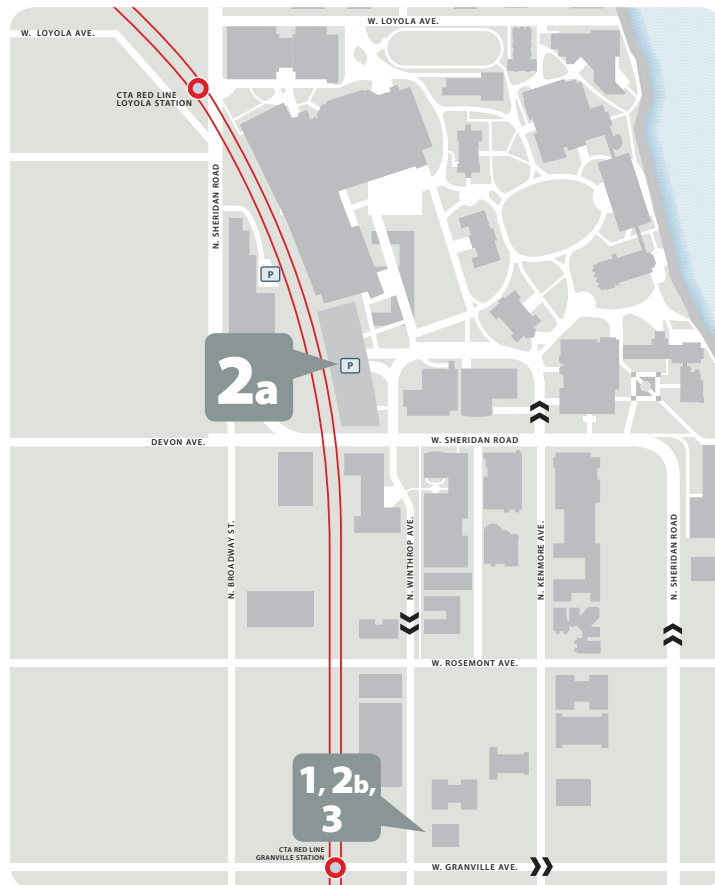 W. LOYOLA AVE.
W. LOYOLA AVE.
CTA RED LINE
LOYOLA STATION
N. SHERIDAN ROAD
P
2a
P
DEVON AVE.
W. SHERIDAN ROAD
N. BROADWAY ST.
N. WINTHROP AVE.
N. KENMORE AVE.
N. SHERIDAN ROAD
W. ROSEMONT AVE.
1, 2b,
3
CTA RED LINE
GRANVILLE STATION
W. GRANVILLE AVE.